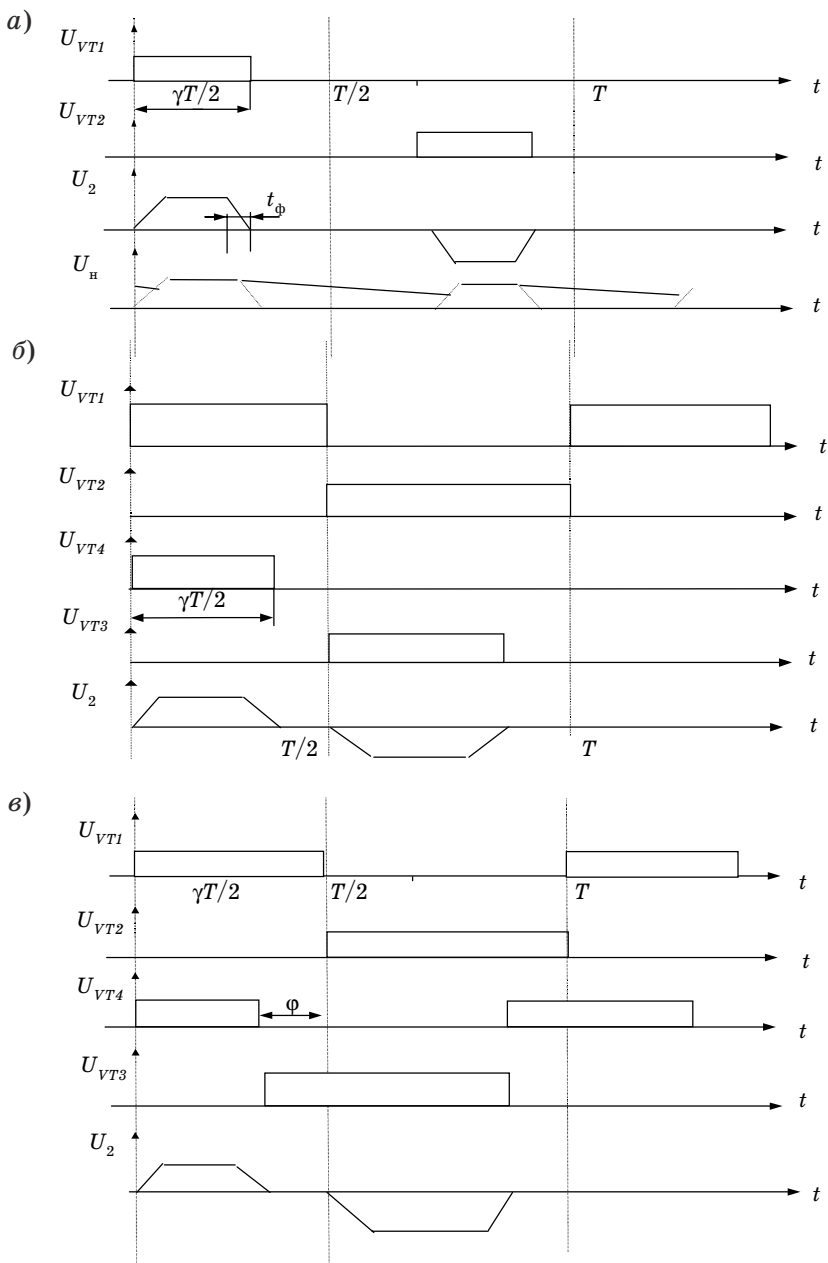 а)
U_VT1
γT/2 T/2 T t
U_VT2
t
U_2
t_ф
t
U_н
t
б)
U_VT1
t
U_VT2
t
U_VT4
γT/2
t
U_VT3
t
U_2
T/2 T t
в)
U_VT1
γT/2 T/2 T t
U_VT2
t
U_VT4
φ
t
U_VT3
t
U_2
t